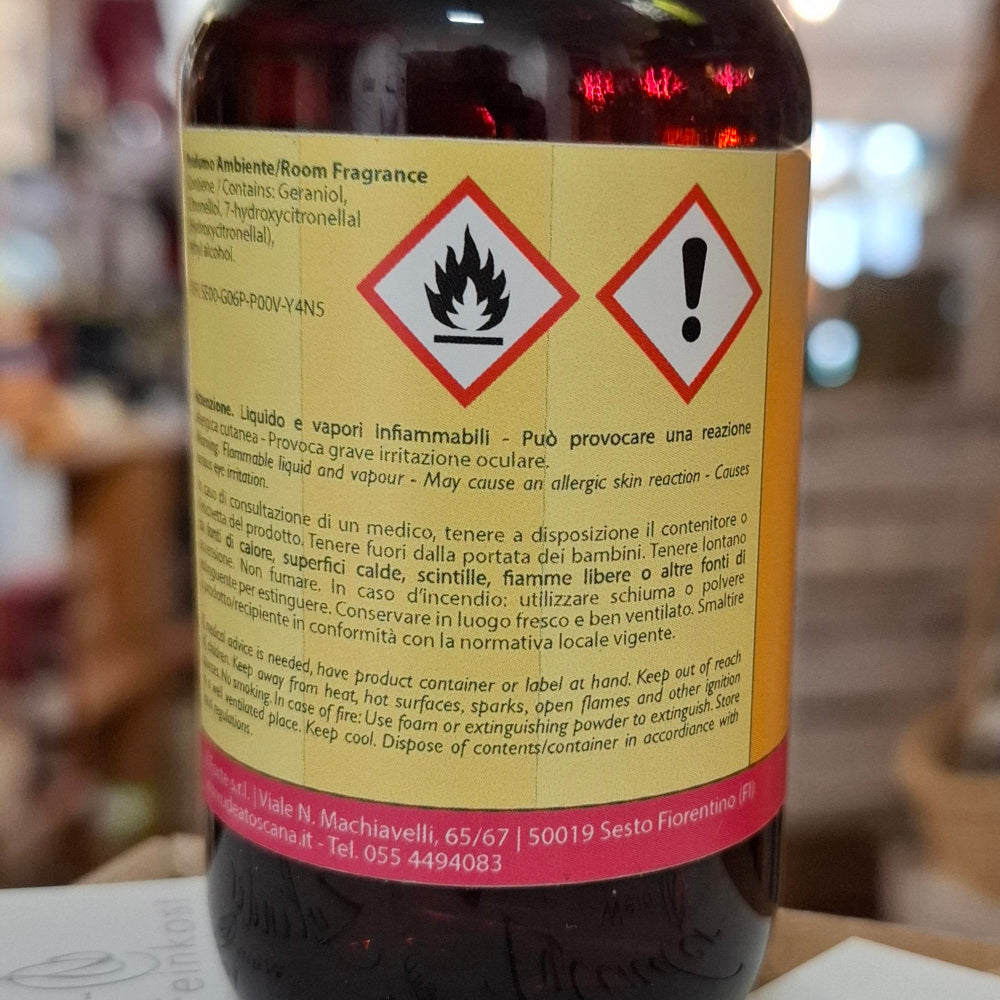 Profumo Ambiente/Room Fragrance
Contiene / Contains: Geraniol,
Citronellol, 7-hydroxycitronellal
(hydroxycitronellal),
alcohol.
5E00-G06P-P00V-Y4N5
Attenzione. Liquido e vapori infiammabili - Può provocare una reazione
allergica cutanea - Provoca grave irritazione oculare.
Warning. Flammable liquid and vapour - May cause an allergic skin reaction - Causes
serious eye irritation.
In caso di consultazione di un medico, tenere a disposizione il contenitore o
l'etichetta del prodotto. Tenere fuori dalla portata dei bambini. Tenere lontano
da fonti di calore, superfici calde, scintille, fiamme libere o altre fonti di
accensione. Non fumare. In caso d'incendio: utilizzare schiuma o polvere
estinguente per estinguere. Conservare in luogo fresco e ben ventilato. Smaltire
il prodotto/recipiente in conformità con la normativa locale vigente.
If medical advice is needed, have product container or label at hand. Keep out of reach
of children. Keep away from heat, hot surfaces, sparks, open flames and other ignition
sources. No smoking. In case of fire: Use foam or extinguishing powder to extinguish. Store
in a well ventilated place. Keep cool. Dispose of contents/container in accordance with
regulations.
s.r.l. | Viale N. Machiavelli, 65/67 | 50019 Sesto Fiorentino (FI)
www.ideatoscana.it - Tel. 055 4494083